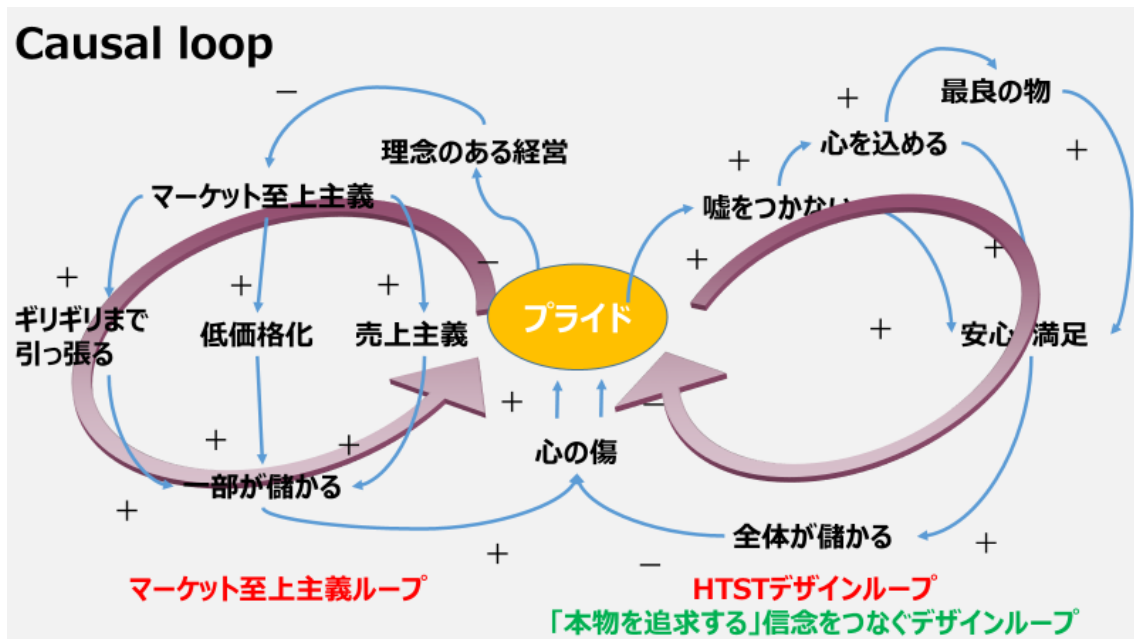 Causal loop
－
＋
最良の物
理念のある経営
心を込める
＋
＋
マーケット至上主義
嘘をつかない
－
＋
＋
＋
＋
＋
ギリギリまで
引っ張る
低価格化
売上主義
プライド
＋
安心 満足
＋
－
＋
＋
心の傷
一部が儲かる
＋
全体が儲かる
＋
＋
－
マーケット至上主義ループ
HTSTデザインループ
「本物を追求する」信念をつなぐデザインループ